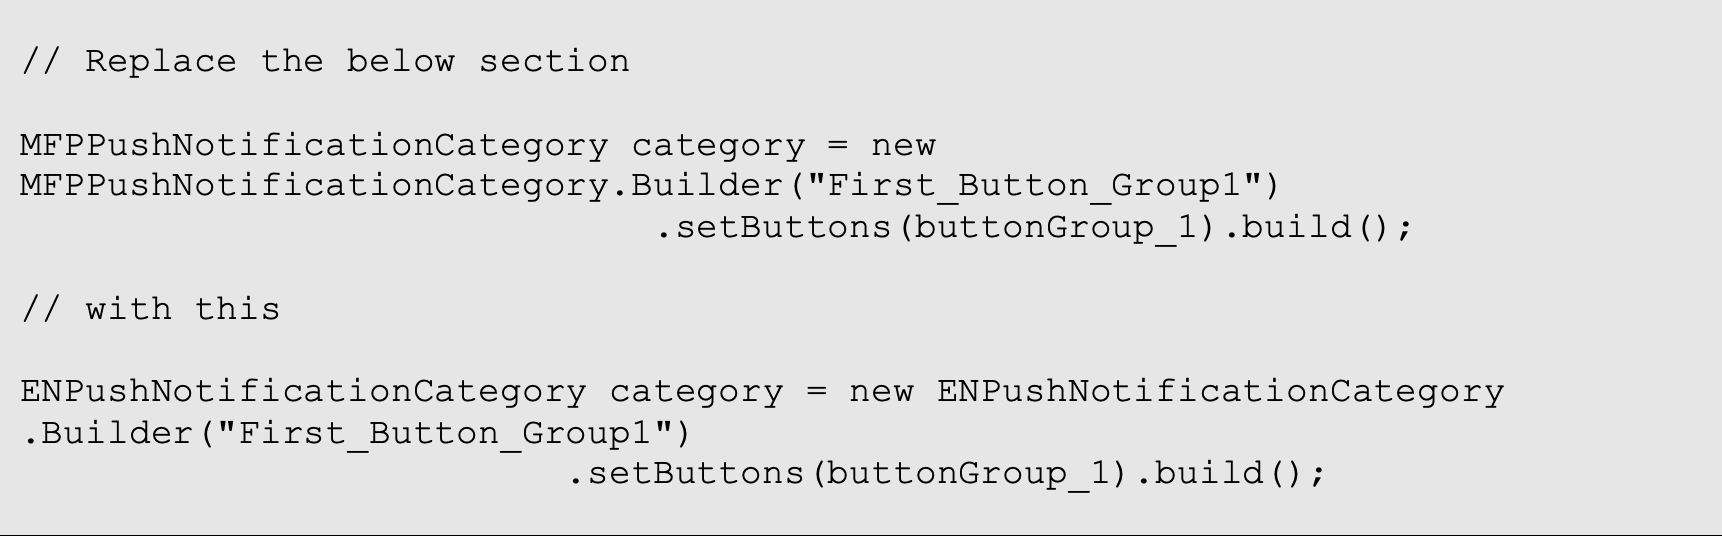 // Replace the below section
MFPPushNotificationCategory category = new
MFPPushNotificationCategory.Builder("First_Button_Group1")
.setButtons(buttonGroup_1).build();
// with this
ENPushNotificationCategory category = new ENPushNotificationCategory
.Builder("First_Button_Group1")
.setButtons(buttonGroup_1).build();